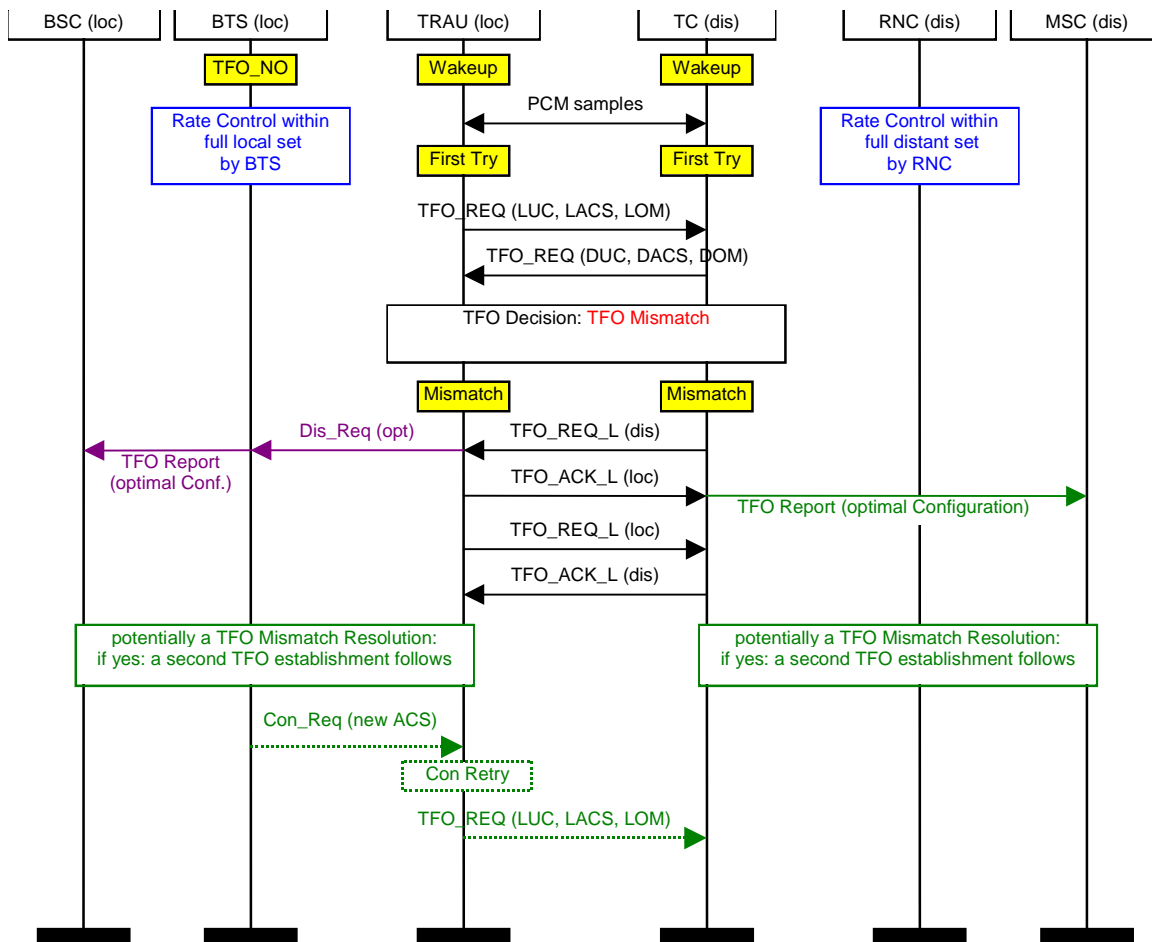 BSC (loc)
BTS (loc)
TRAU (loc)
TC (dis)
RNC (dis)
MSC (dis)
TFO_NO
Wakeup
Wakeup
PCM samples
Rate Control within
full local set
by BTS
Rate Control within
full distant set
by RNC
First Try
First Try
TFO_REQ (LUC, LACS, LOM)
TFO_REQ (DUC, DACS, DOM)
TFO Decision: TFO Mismatch
Mismatch
Mismatch
Dis_Req (opt)
TFO_REQ_L (dis)
TFO Report
(optimal Conf.)
TFO_ACK_L (loc)
TFO Report (optimal Configuration)
TFO_REQ_L (loc)
TFO_ACK_L (dis)
potentially a TFO Mismatch Resolution:
if yes: a second TFO establishment follows
potentially a TFO Mismatch Resolution:
if yes: a second TFO establishment follows
Con_Req (new ACS)
Con Retry
TFO_REQ (LUC, LACS, LOM)